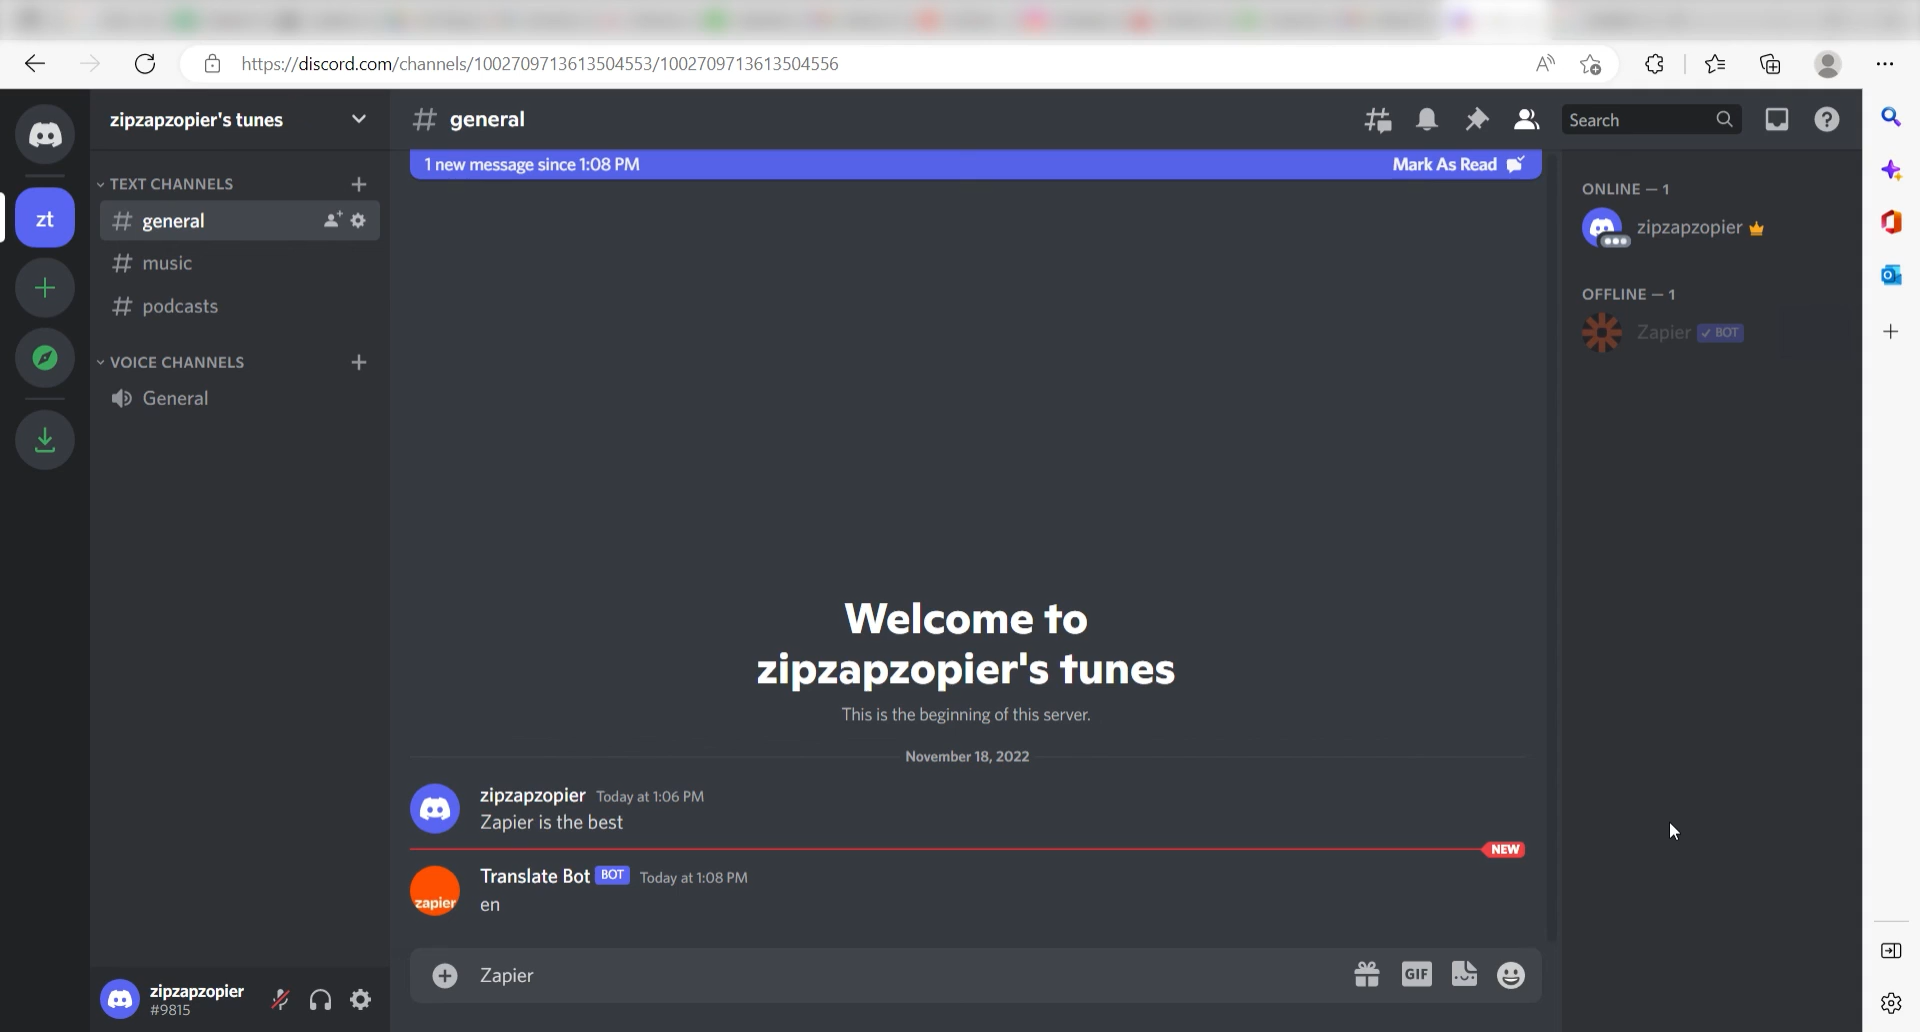 https://discord.com/channels/1002709713613504553/1002709713613504556
zipzapzopier's tunes
# general
Search
1 new message since 1:08 PM
Mark As Read
TEXT CHANNELS
# general
# music
# podcasts
VOICE CHANNELS
General
zt
ONLINE — 1
zipzapzopier
OFFLINE — 1
Zapier ✓ BOT
Welcome to
zipzapzopier's tunes
This is the beginning of this server.
November 18, 2022
zipzapzopier Today at 1:06 PM
Zapier is the best
NEW
Translate Bot BOT Today at 1:08 PM
zapier
en
Zapier
GIF
zipzapzopier
#9815